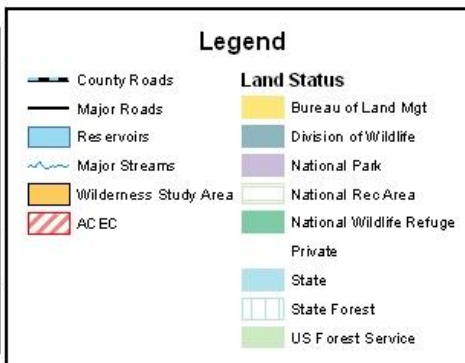 Legend
County Roads
Major Roads
Reservoirs
Major Streams
Wilderness Study Area
ACEC
Land Status
Bureau of Land Mgt
Division of Wildlife
National Park
National Rec Area
National Wildlife Refuge
Private
State
State Forest
US Forest Service